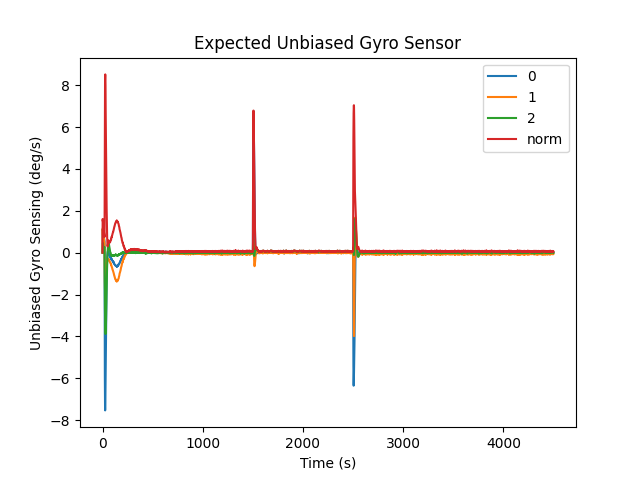 Expected Unbiased Gyro Sensor
8
6
4
2
0
−2
−4
−6
−8
Unbiased Gyro Sensing (deg/s)
0
1
2
norm
0 1000 2000 3000 4000
Time (s)